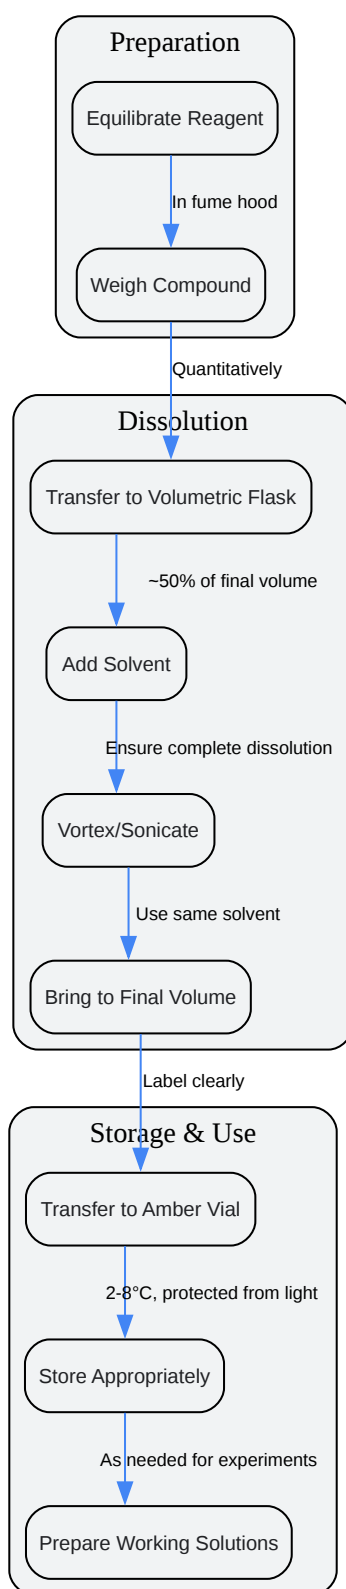 Preparation
Equilibrate Reagent
In fume hood
Weigh Compound
Quantitatively
Dissolution
Transfer to Volumetric Flask
~50% of final volume
Add Solvent
Ensure complete dissolution
Vortex/Sonicate
Use same solvent
Bring to Final Volume
Label clearly
Storage & Use
Transfer to Amber Vial
2-8°C, protected from light
Store Appropriately
As needed for experiments
Prepare Working Solutions